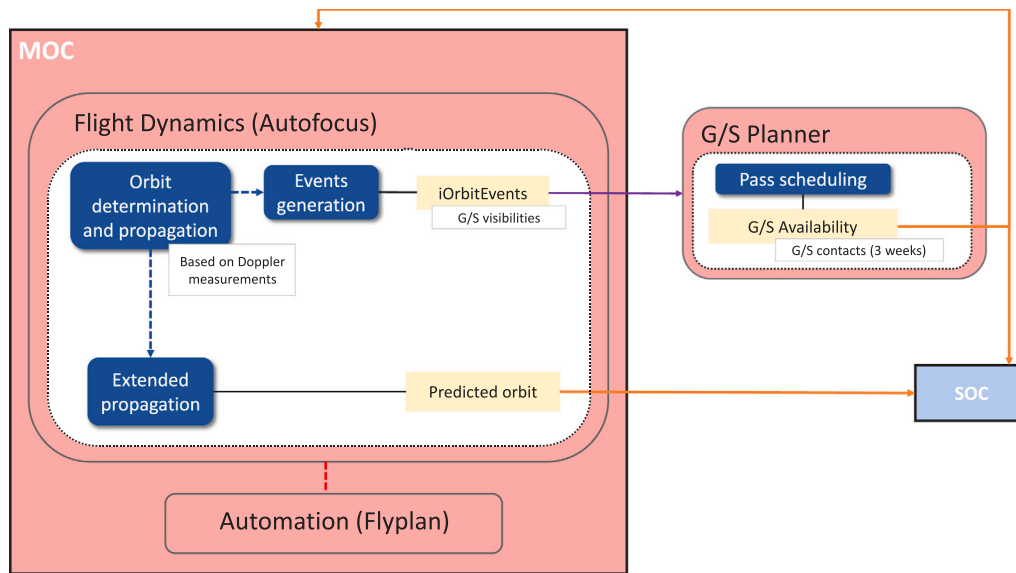 MOC
Flight Dynamics (Autofocus)
Orbit
determination
and propagation
Events
generation
iOrbitEvents
G/S visibilities
Based on Doppler
measurements
Extended
propagation
Predicted orbit
Automation (Flyplan)
G/S Planner
Pass scheduling
G/S Availability
G/S contacts (3 weeks)
SOC